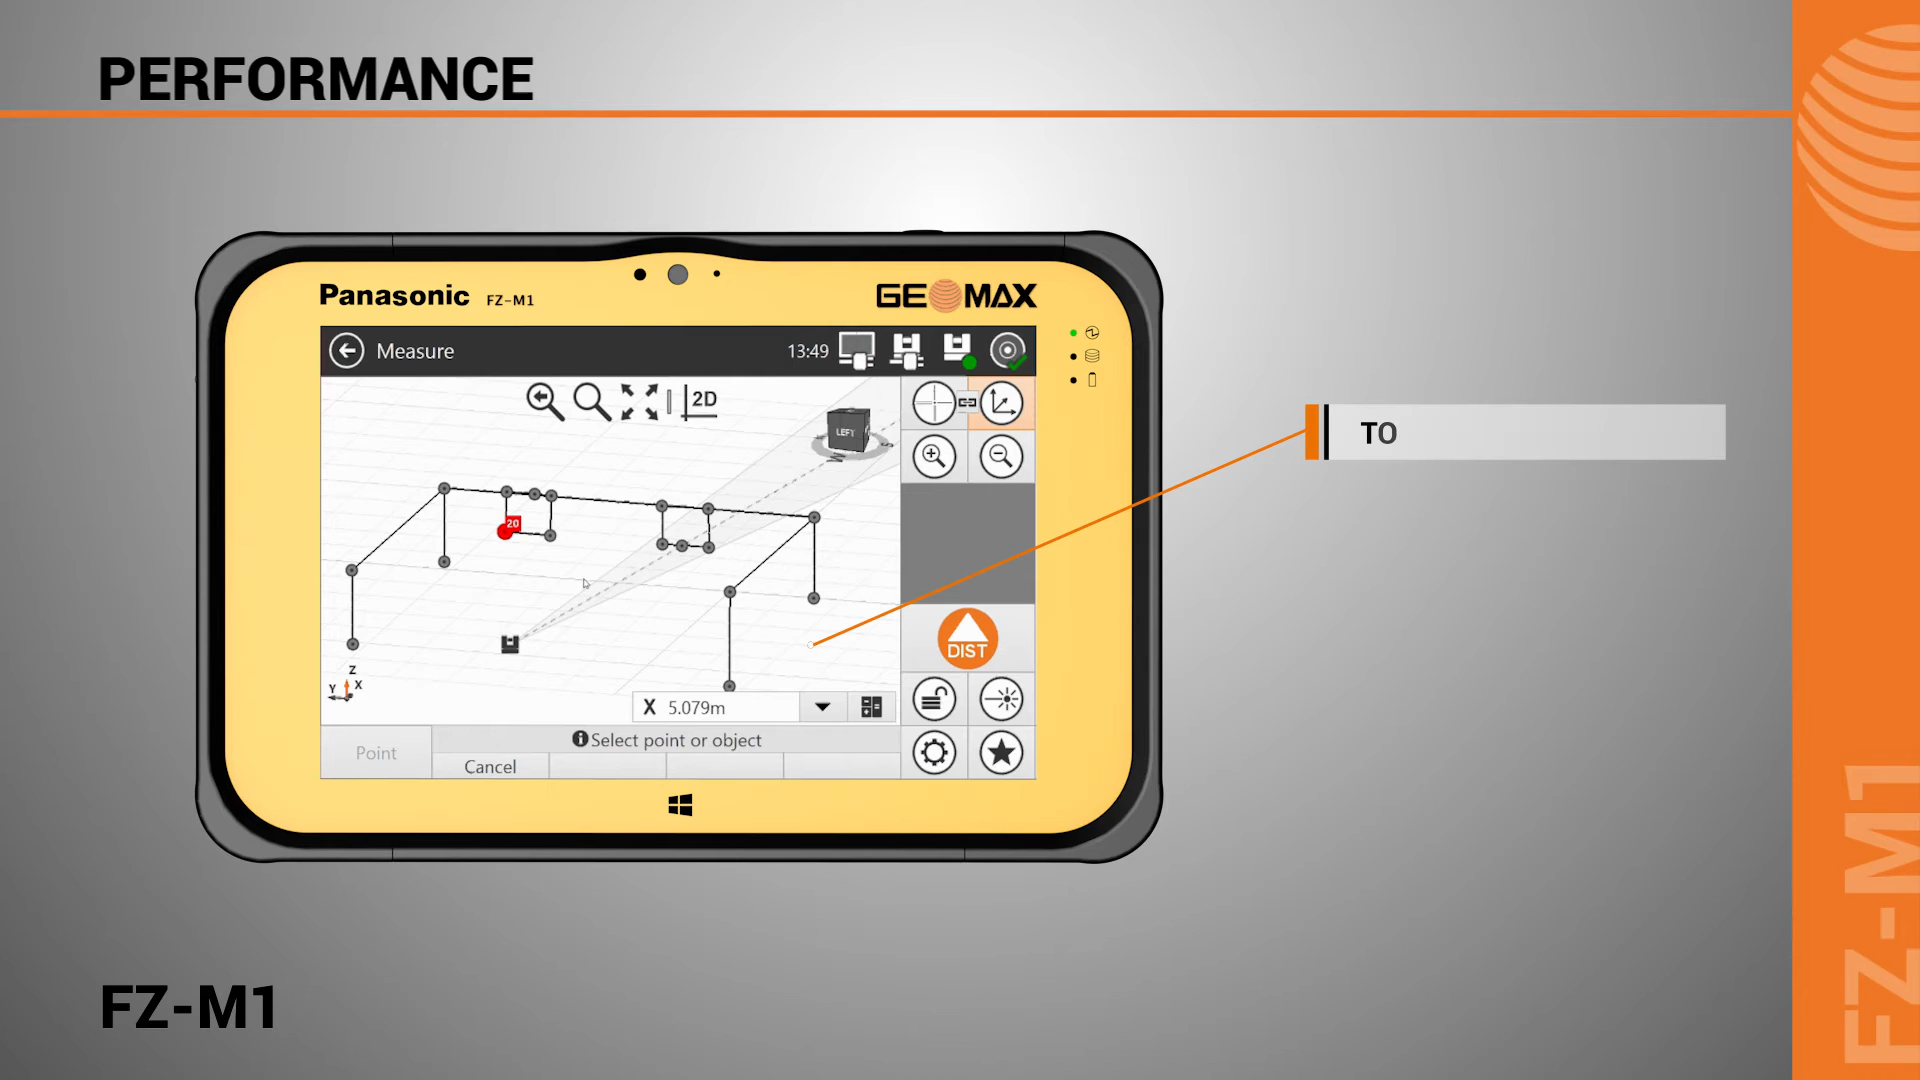 PERFORMANCE
Panasonic FZ-M1
GEOMAX
Measure
13:49
2D
LEFT
S
W
20
DIST
Z
Y X
X 5.079m
Select point or object
Point
Cancel
TO
FZ-M1
FZ-M1